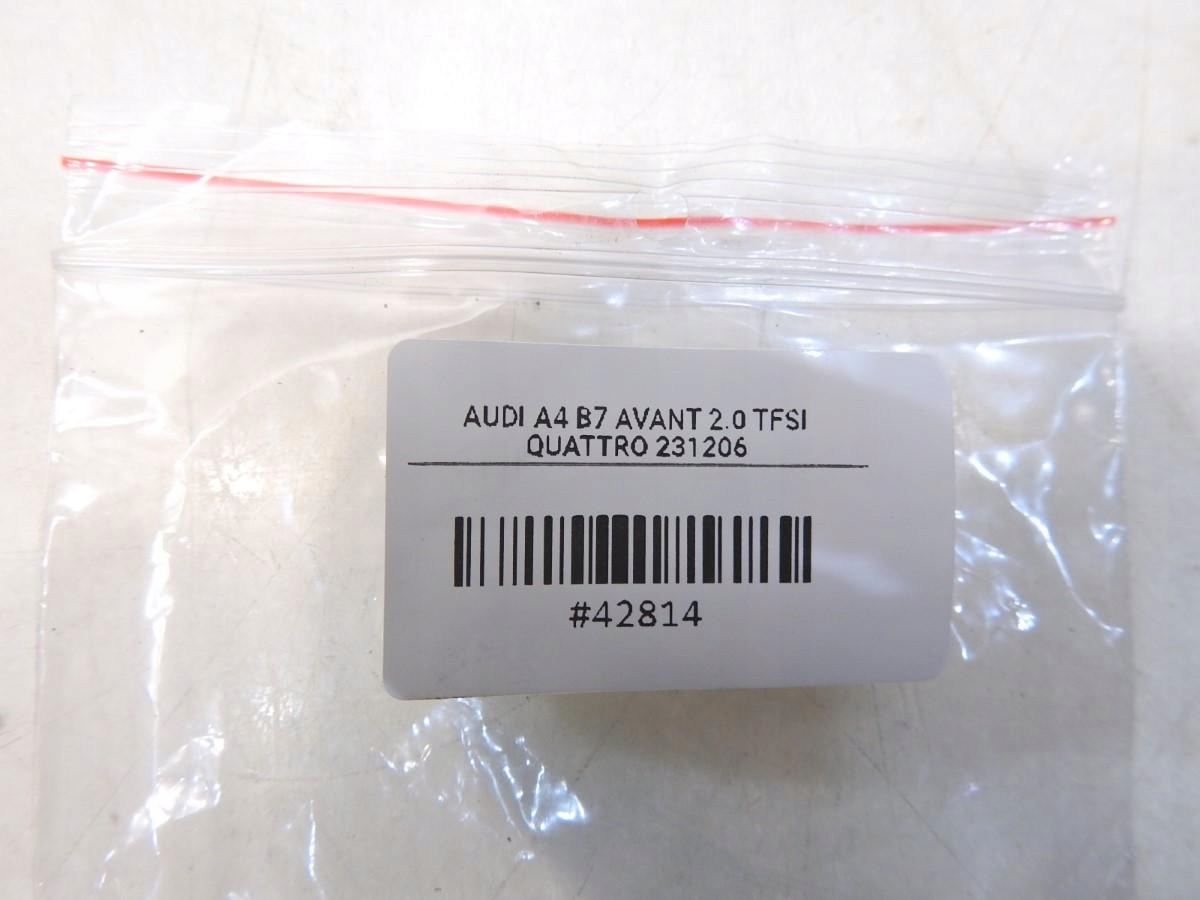 AUDI A4 B7 AVANT 2.0 TFSI
QUATTRO 231206
#42814